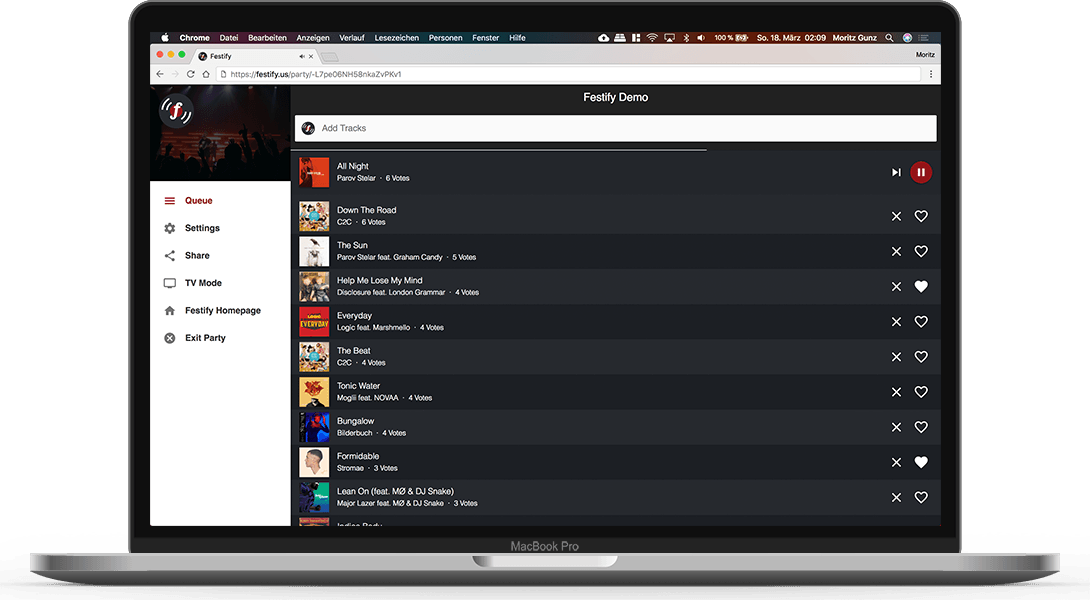 Chrome Datei Bearbeiten Anzeigen Verlauf Lesezeichen Personen Fenster Hilfe 100 % So. 18. März 02:09 Moritz Gunz
Festify Moritz
https://festify.us/party/-L7pe06NH58nkaZvPKv1
f
Festify Demo
Add Tracks
All Night
Parov Stelar · 6 Votes
Queue
Down The Road
C2C · 6 Votes
Settings
The Sun
Parov Stelar feat. Graham Candy · 5 Votes
Share
Help Me Lose My Mind
Disclosure feat. London Grammar · 4 Votes
TV Mode
Festify Homepage
Everyday
Logic feat. Marshmello · 4 Votes
LOGIC
EVERYDAY
Exit Party
The Beat
C2C · 4 Votes
Tonic Water
Moglii feat. NOVAA · 4 Votes
Bungalow
Bilderbuch · 4 Votes
Formidable
Stromae · 3 Votes
Lean On (feat. MØ & DJ Snake)
Major Lazer feat. MØ & DJ Snake · 3 Votes
MacBook Pro